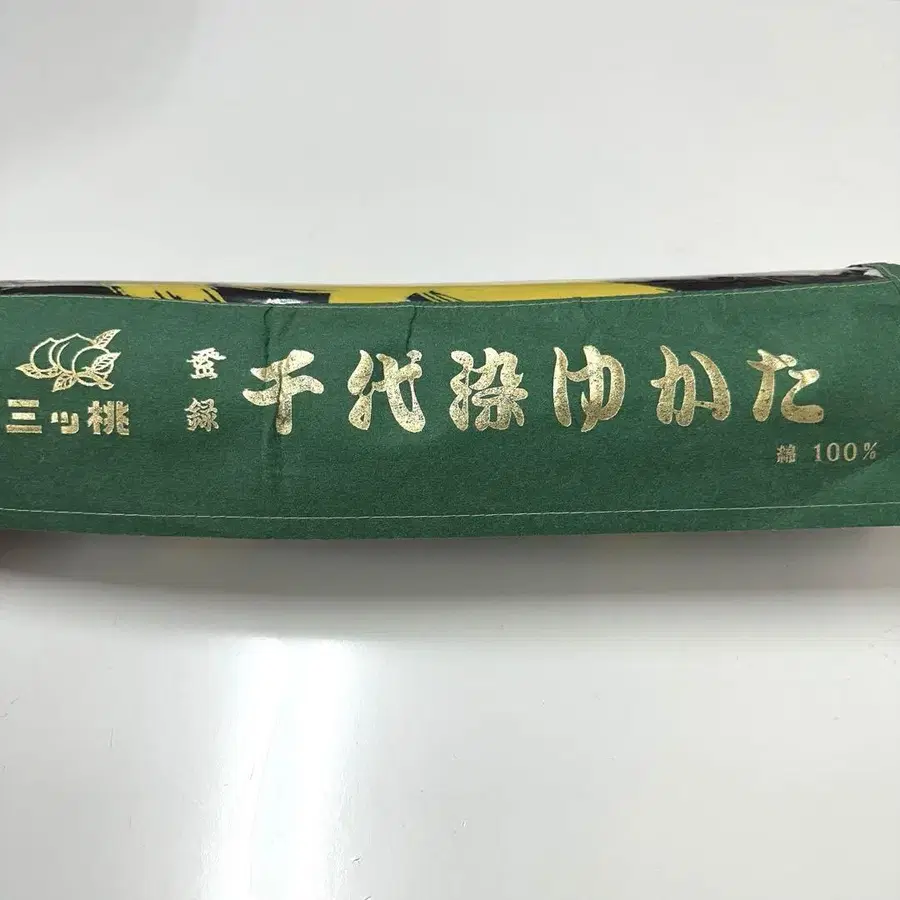 三ッ桃
登録
千代染ゆかた
綿 100%